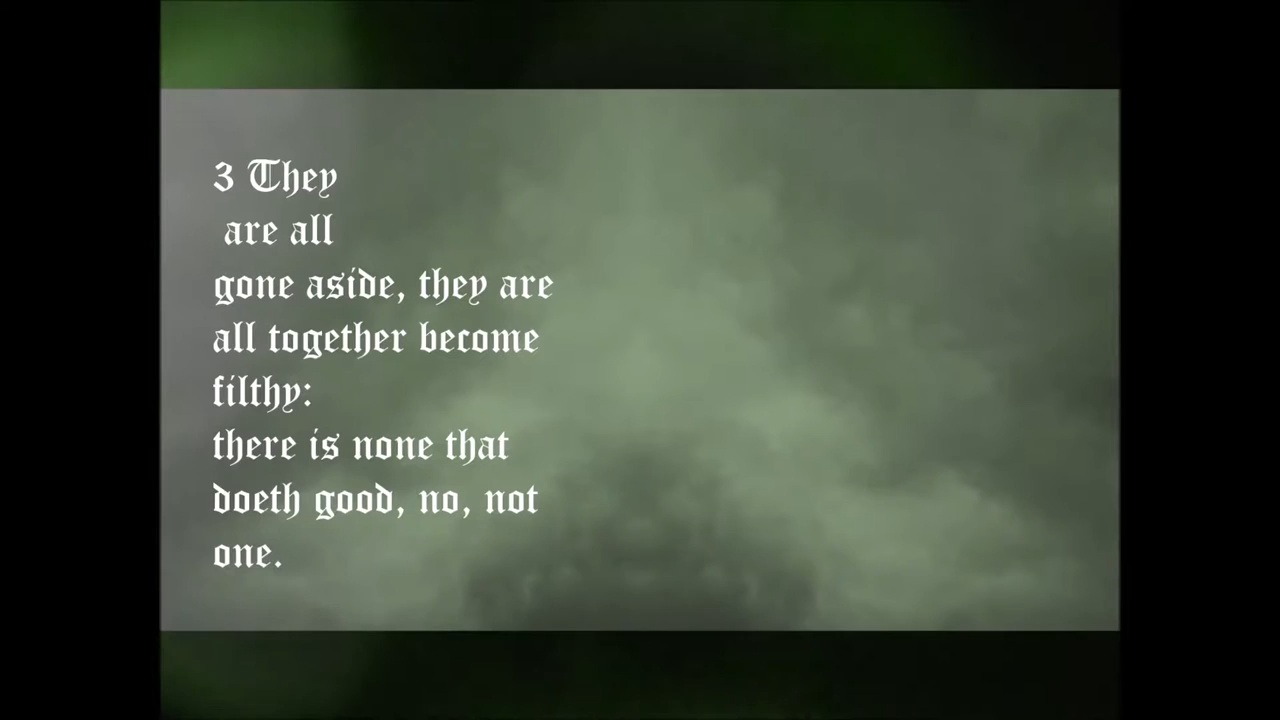 3 They
are all
gone aside, they are
all together become
filthy:
there is none that
doeth good, no, not
one.